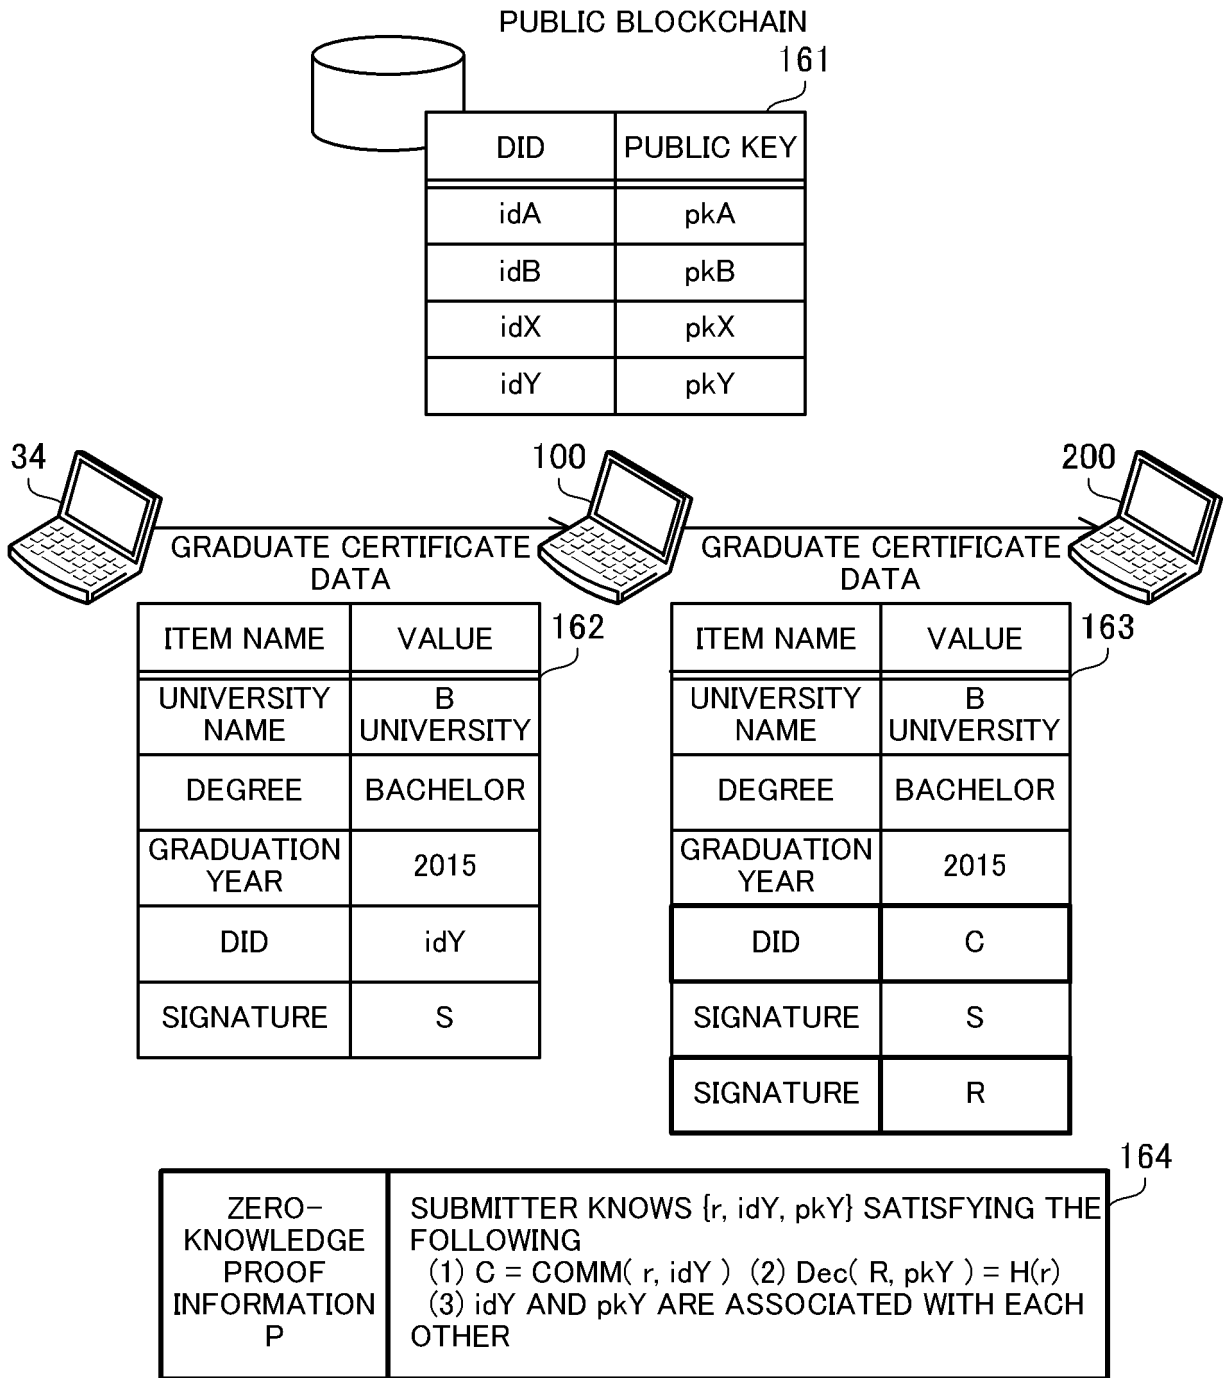 PUBLIC BLOCKCHAIN
161
DID PUBLIC KEY
idA pkA
idB pkB
idX pkX
idY pkY
34
100
200
GRADUATE CERTIFICATE
DATA
GRADUATE CERTIFICATE
DATA
162
ITEM NAME VALUE
UNIVERSITY
NAME
B
UNIVERSITY
DEGREE BACHELOR
GRADUATION
YEAR
2015
DID idY
SIGNATURE S
163
ITEM NAME VALUE
UNIVERSITY
NAME
B
UNIVERSITY
DEGREE BACHELOR
GRADUATION
YEAR
2015
DID C
SIGNATURE S
SIGNATURE R
164
ZERO-
KNOWLEDGE
PROOF
INFORMATION
P
SUBMITTER KNOWS {r, idY, pkY} SATISFYING THE
FOLLOWING
(1) C = COMM( r, idY ) (2) Dec( R, pkY ) = H(r)
(3) idY AND pkY ARE ASSOCIATED WITH EACH
OTHER